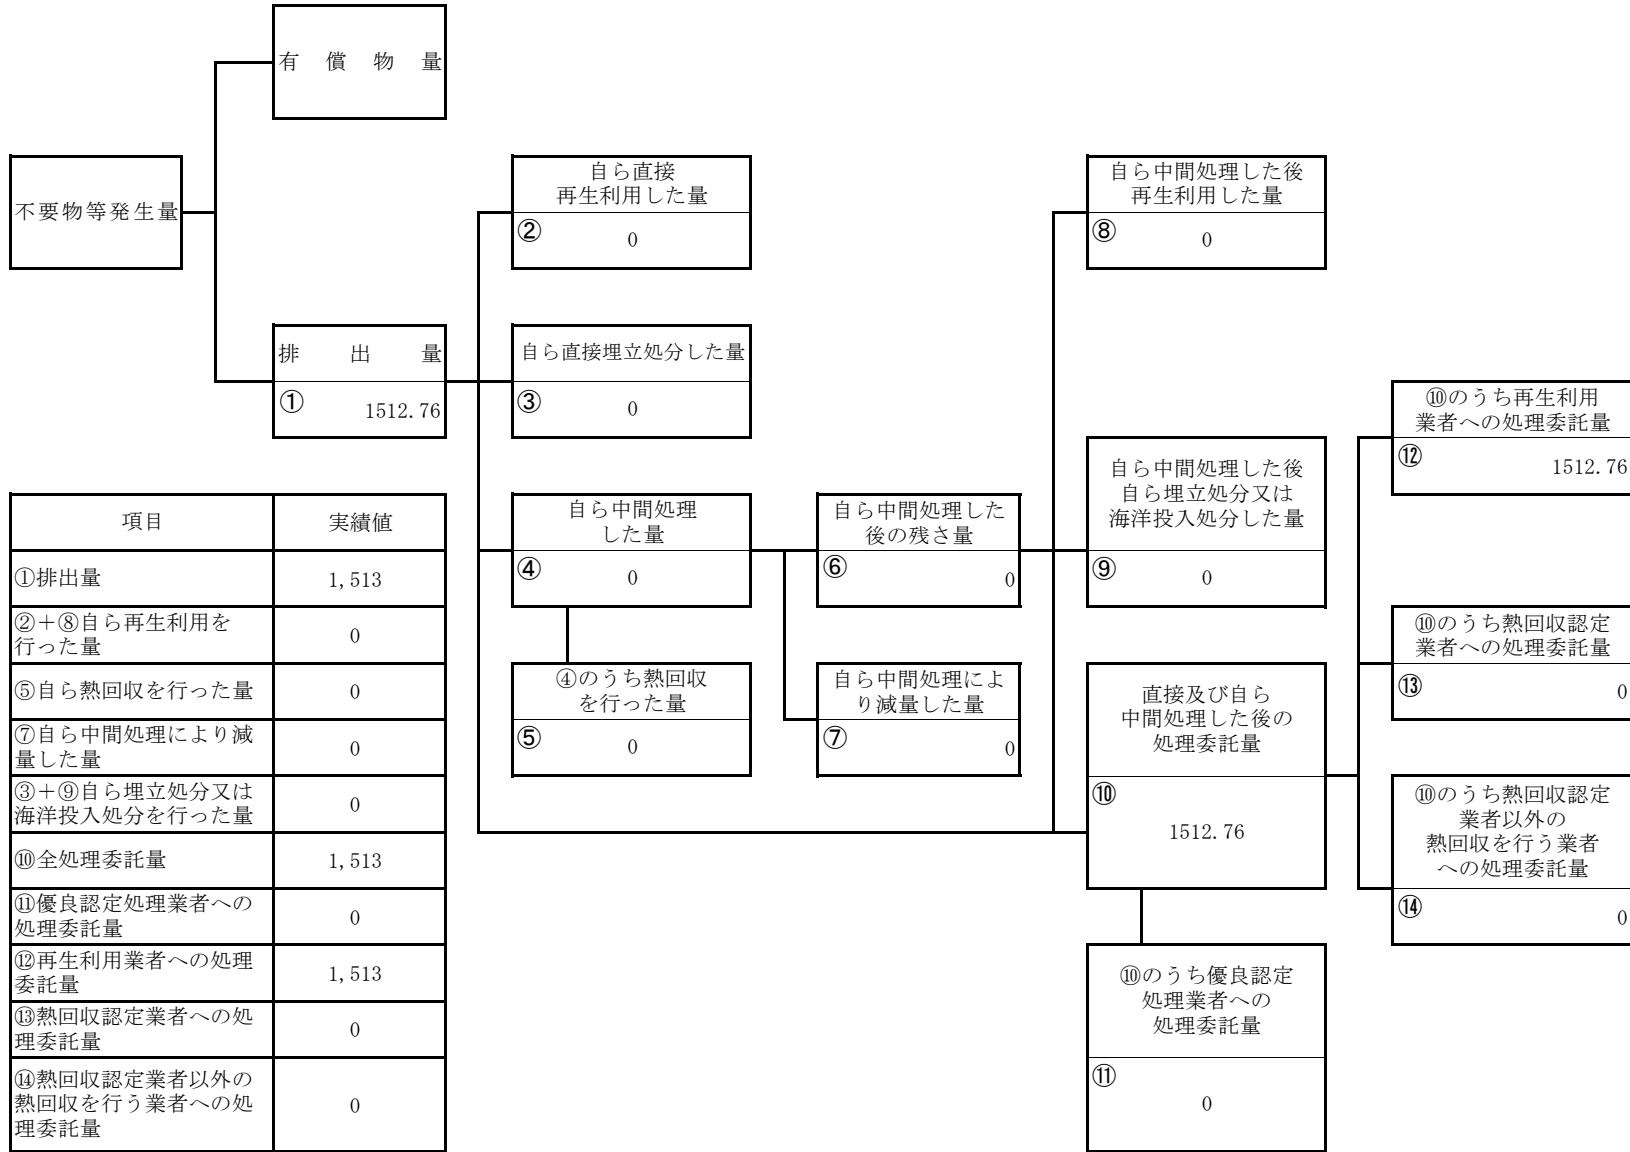 有償物量
不要物等発生量
排出量
①
1512.76
自ら直接
再生利用した量
②
0
自ら直接埋立処分した量
③
0
自ら中間処理
した量
④
0
④のうち熱回収
を行った量
⑤
0
自ら中間処理した
後の残さ量
⑥
0
自ら中間処理によ
り減量した量
⑦
0
自ら中間処理した後
再生利用した量
⑧
0
自ら中間処理した後
自ら埋立処分又は
海洋投入処分した量
⑨
0
直接及び自ら
中間処理した後の
処理委託量
⑩
1512.76
⑩のうち優良認定
処理業者への
処理委託量
⑪
0
⑩のうち再生利用
業者への処理委託量
⑫
1512.76
⑩のうち熱回収認定
業者への処理委託量
⑬
0
⑩のうち熱回収認定
業者以外の
熱回収を行う業者
への処理委託量
⑭
0
項目 実績値
①排出量 1,513
②＋⑧自ら再生利用を
行った量 0
⑤自ら熱回収を行った量 0
⑦自ら中間処理により減
量した量 0
③＋⑨自ら埋立処分又は
海洋投入処分を行った量 0
⑩全処理委託量 1,513
⑪優良認定処理業者への
処理委託量 0
⑫再生利用業者への処理
委託量 1,513
⑬熱回収認定業者への処
理委託量 0
⑭熱回収認定業者以外の
熱回収を行う業者への処
理委託量 0